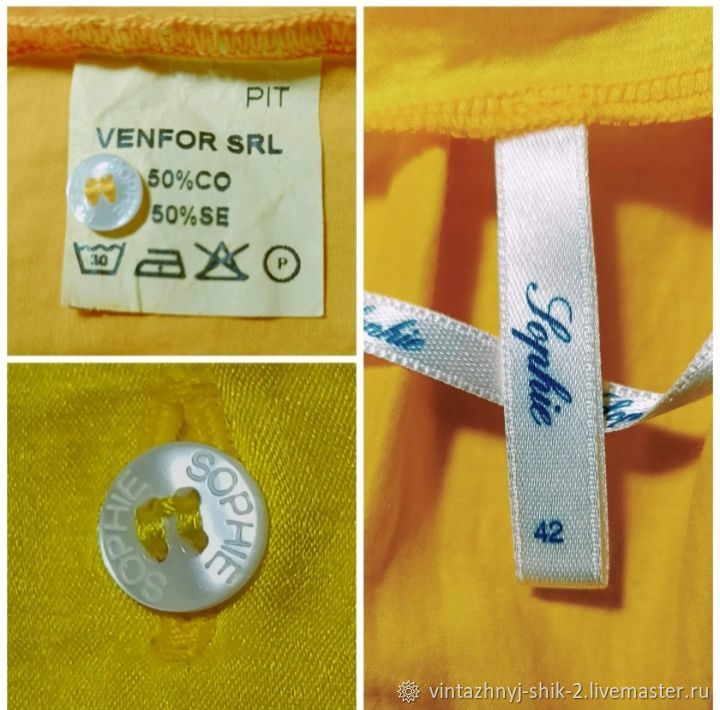 PIT
VENFOR SRL
50%CO
50%SE
30
P
SOPHIE
SOPHIE
Sophie
42
vintazhnyj-shik-2.livemaster.ru